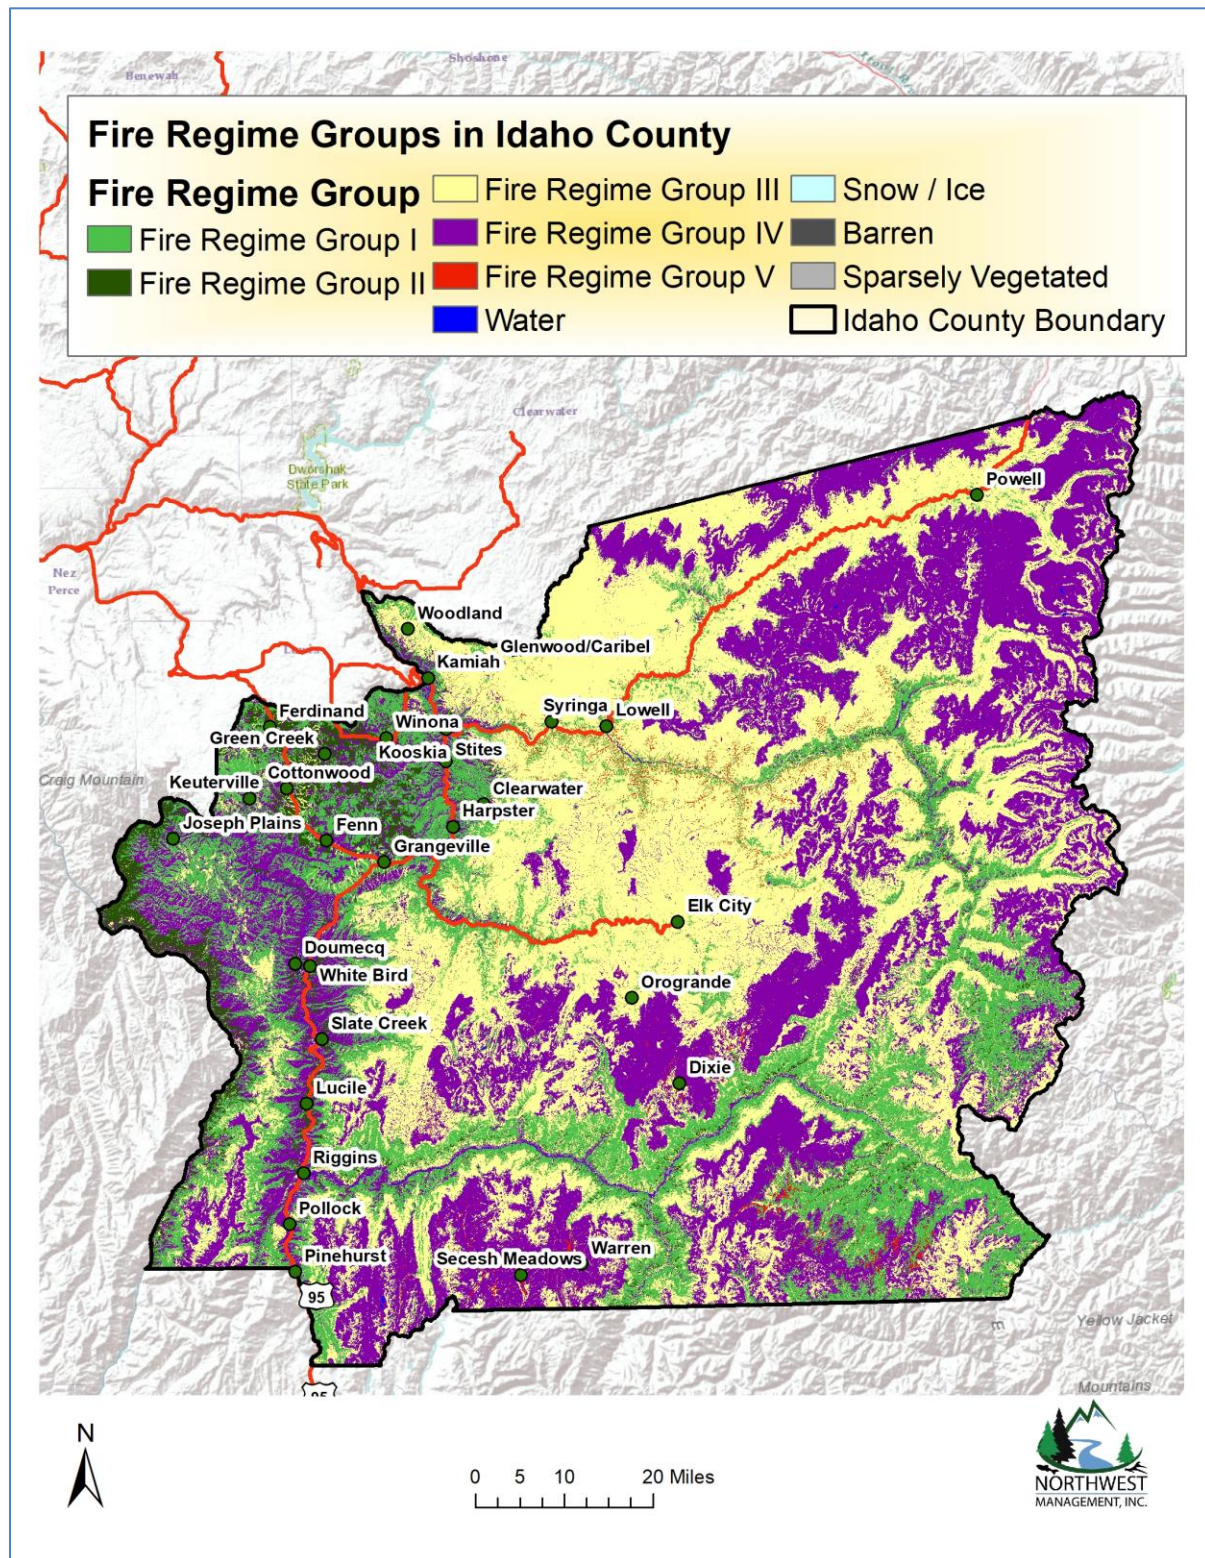 Shoshone
Benewah
Fire Regime Groups in Idaho County
Fire Regime Group
Fire Regime Group I
Fire Regime Group II
Fire Regime Group III
Fire Regime Group IV
Fire Regime Group V
Water
Snow / Ice
Barren
Sparsely Vegetated
Idaho County Boundary
Clearwater
Dworshak
State Park
Powell
Nez
Perce
Woodland
Glenwood/Caribel
Kamiah
Ferdinand
Winona
Syringa
Lowell
Green Creek
Kooskia
Stites
Craig Mountain
Keuterville
Cottonwood
Clearwater
Joseph Plains
Fenn
Harpster
Grangeville
Elk City
Doumecq
White Bird
Orogrande
Slate Creek
Dixie
Lucile
Riggins
Pollock
Pinehurst
Secesh Meadows
Warren
95
Yellow Jacket
Mountains
95
N
0 5 10 20 Miles
NORTHWEST
MANAGEMENT, INC.